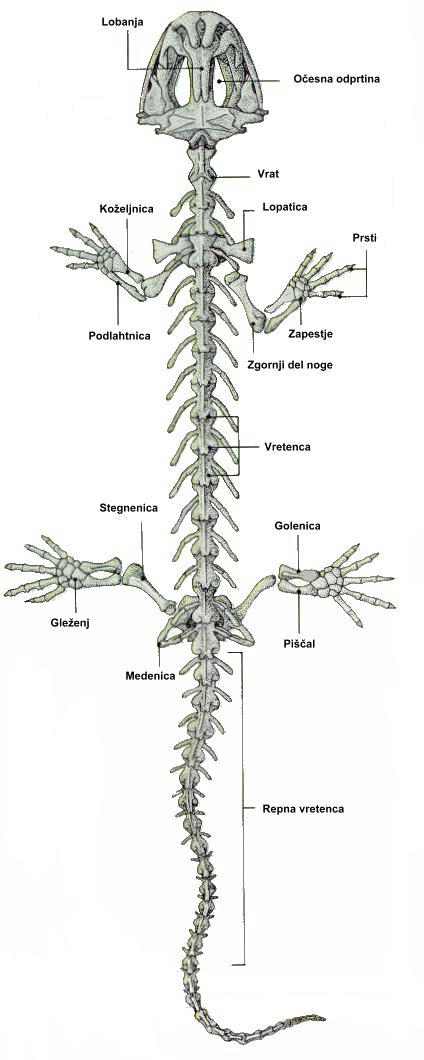 Lobanja
Očesna odprtina
Vrat
Koželjnica
Lopatica
Prsti
Podlahtnica
Zapestje
Zgornji del noge
Vretenca
Stegnenica
Golenica
Gleženj
Piščal
Medenica
Repna vretenca